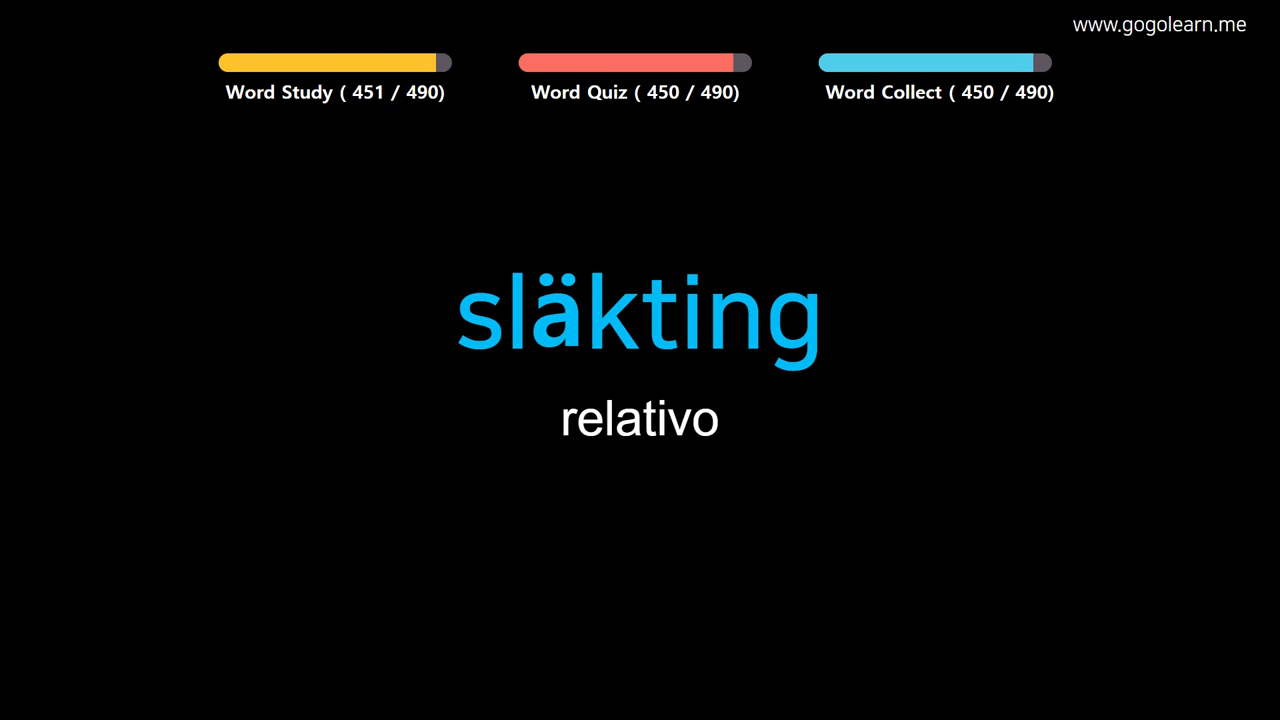 www.gogolearn.me
Word Study ( 451 / 490)
Word Quiz ( 450 / 490)
Word Collect ( 450 / 490)
släkting
relativo